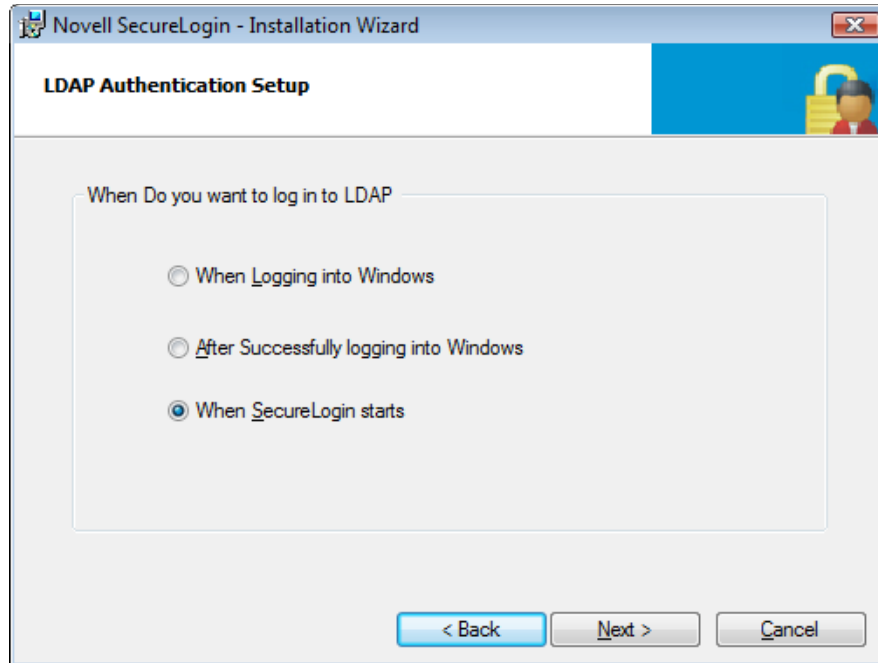 Novell SecureLogin - Installation Wizard
LDAP Authentication Setup
When Do you want to log in to LDAP
When Logging into Windows
After Successfully logging into Windows
When SecureLogin starts
< Back Next > Cancel